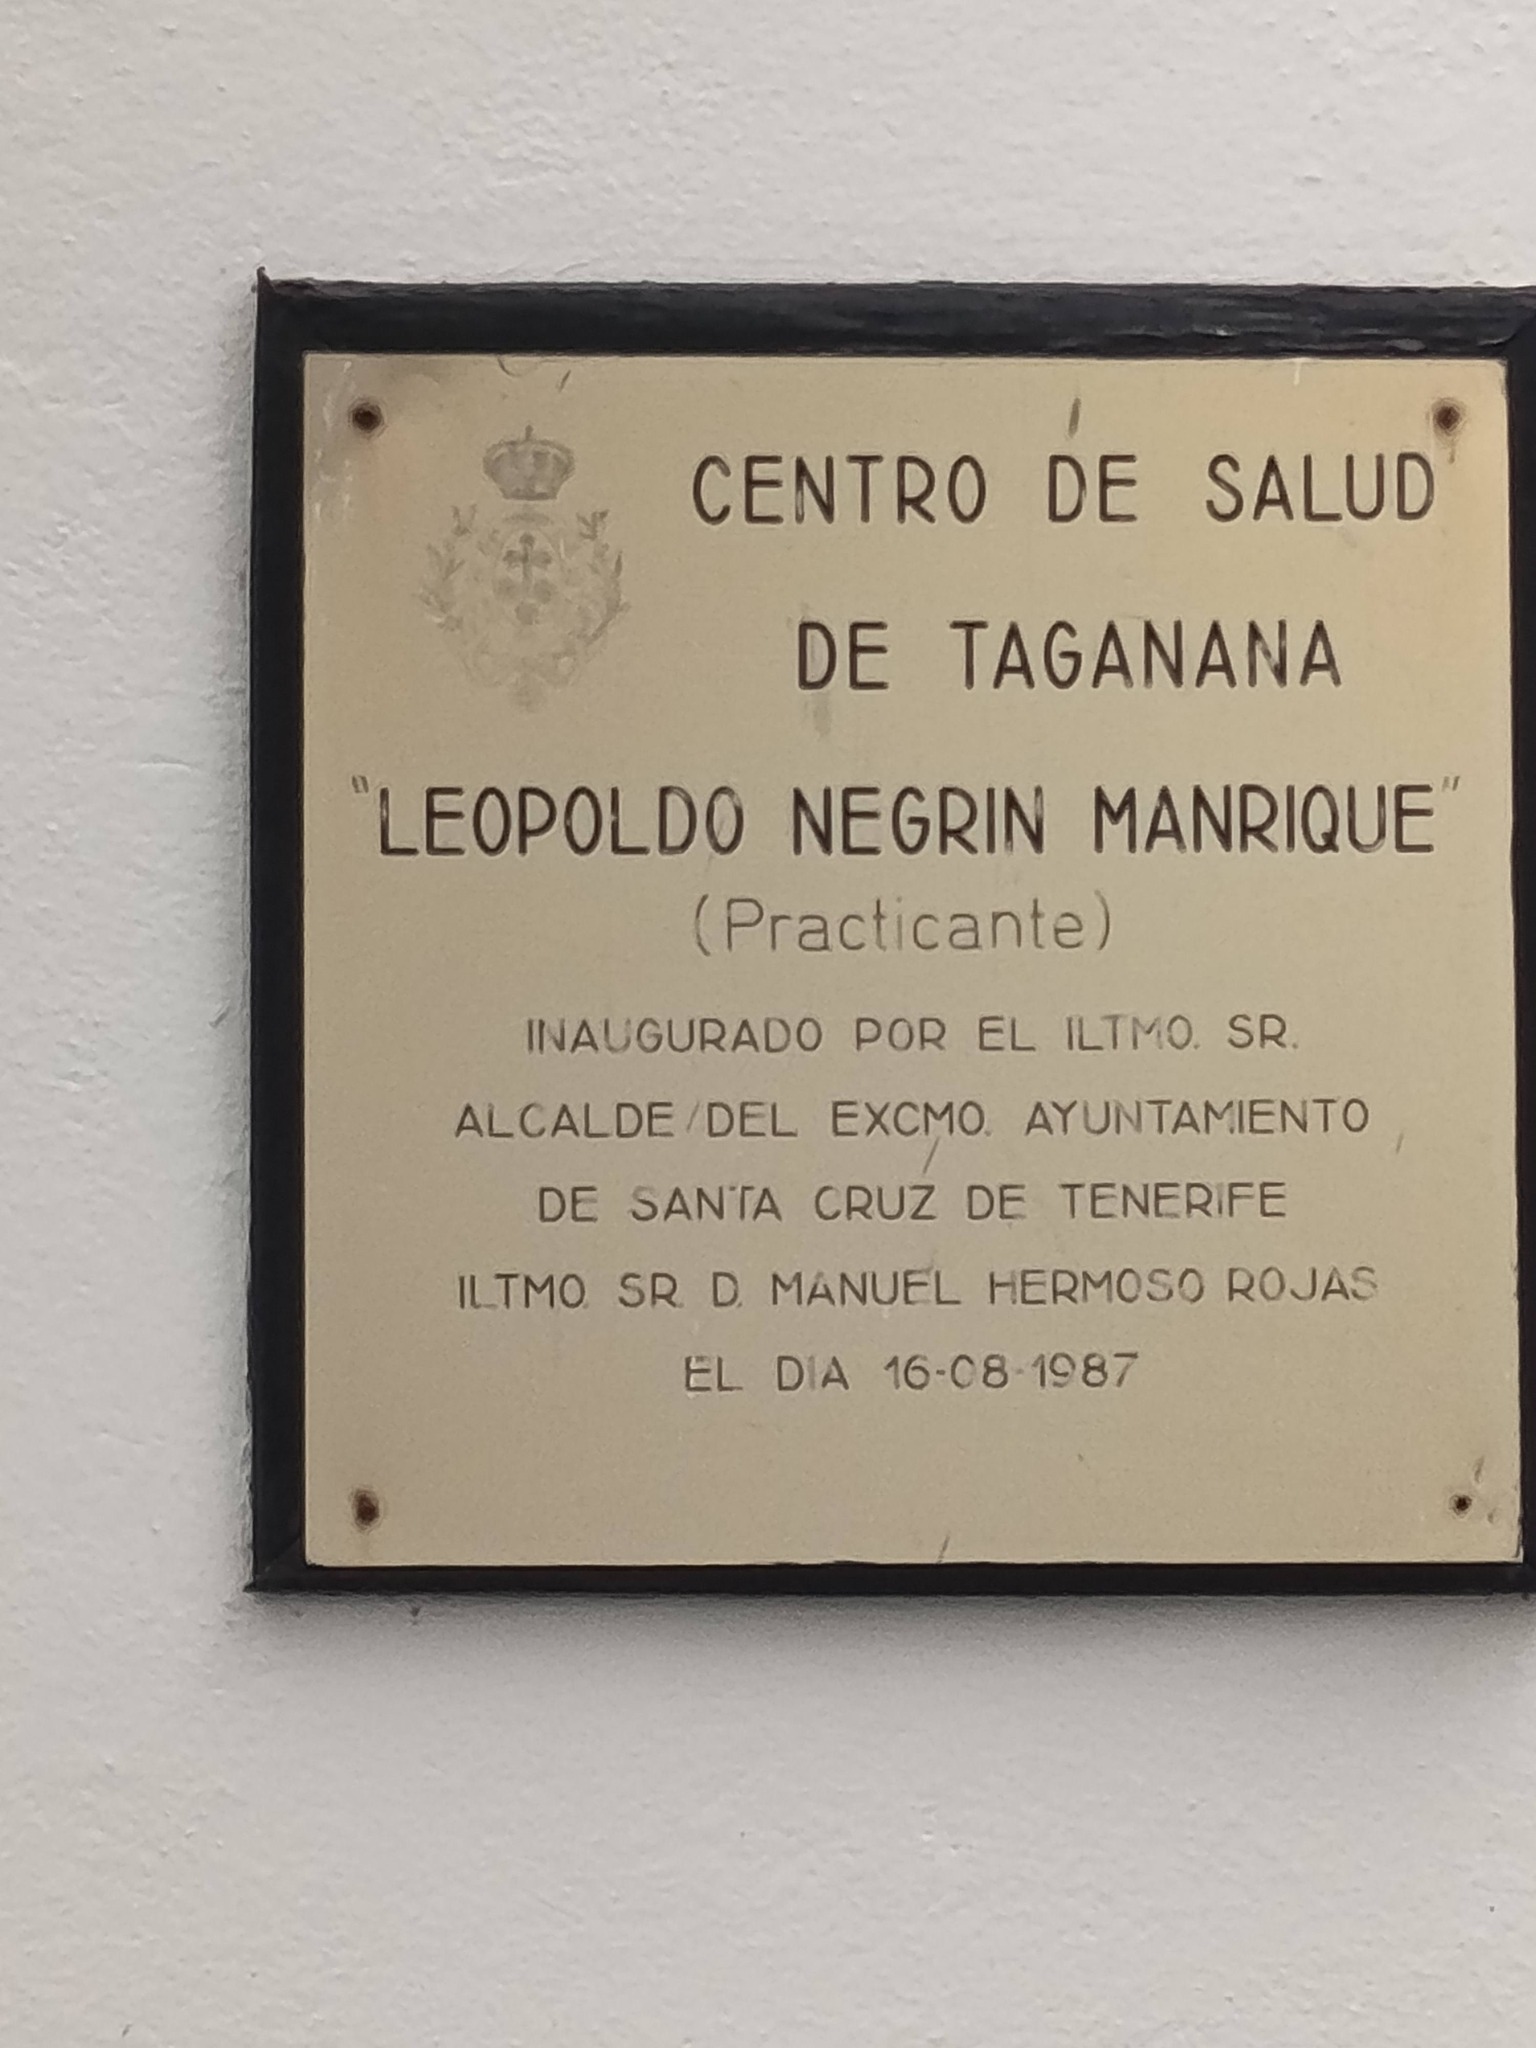 CENTRO DE SALUD
DE TAGANANA
"LEOPOLDO NEGRIN MANRIQUE"
(Practicante)
INAUGURADO POR EL ILTMO. SR.
ALCALDE DEL EXCMO. AYUNTAMIENTO
DE SANTA CRUZ DE TENERIFE
ILTMO. SR. D. MANUEL HERMOSO ROJAS
EL DIA 16-08-1987